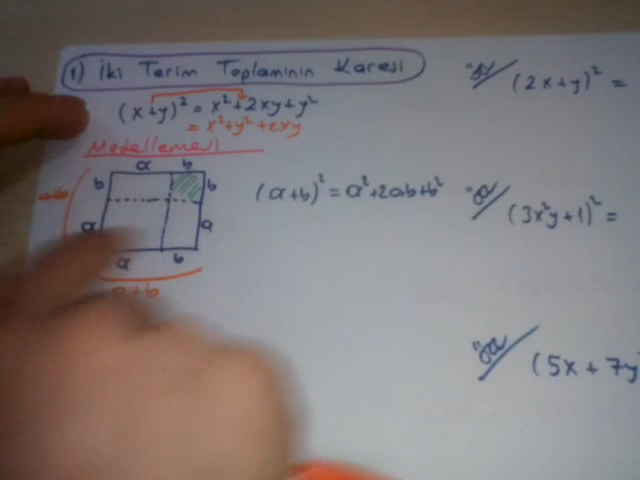 1) İki Terim Toplamının Karesi
(x+y)² = x²+2xy+y²
= x²+y²+2xy
Modellemesi
a b
b b
a a
a b
a+b
(a+b)² = a²+2ab+b²
(2x+y)² =
(3x²y+1)² =
(5x+7y